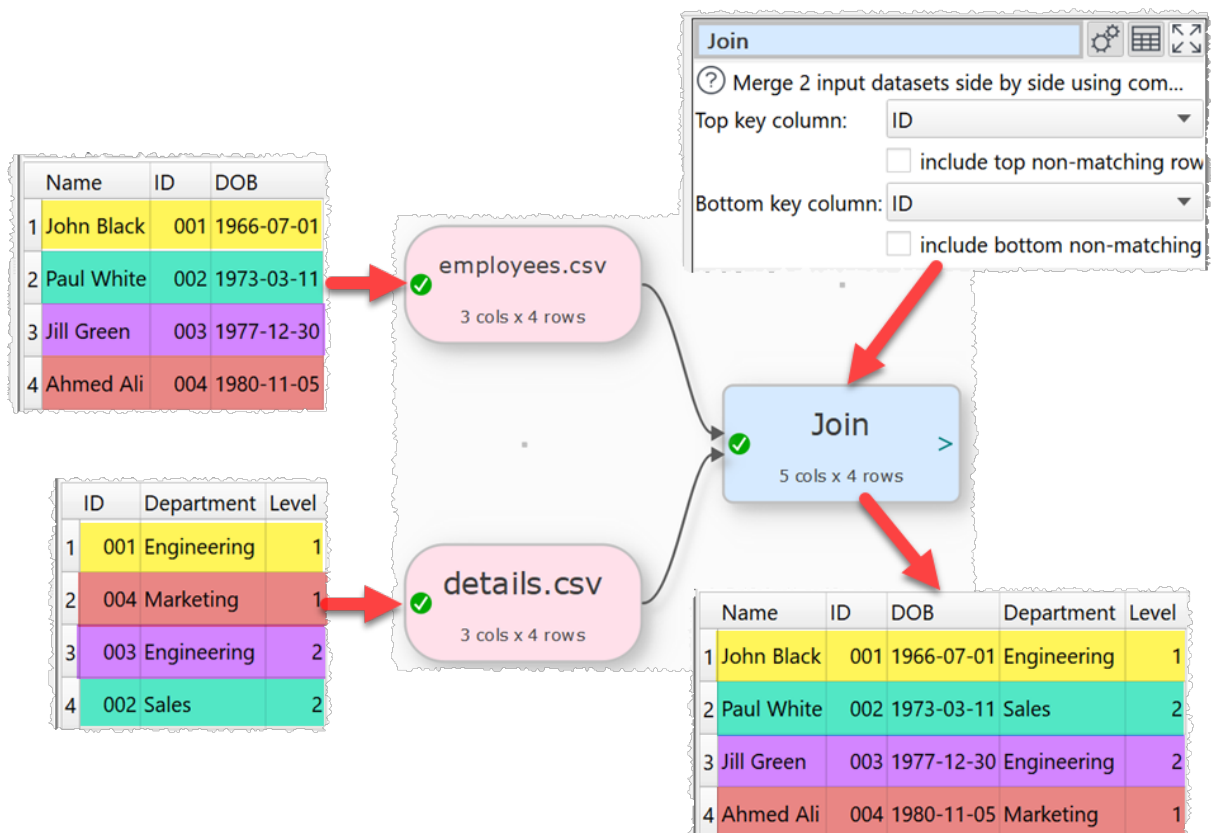 Join
? Merge 2 input datasets side by side using com...
Top key column: ID
include top non-matching row
Bottom key column: ID
include bottom non-matching
Name ID DOB
1 John Black 001 1966-07-01
2 Paul White 002 1973-03-11
3 Jill Green 003 1977-12-30
4 Ahmed Ali 004 1980-11-05
employees.csv
3 cols x 4 rows
Join
>
5 cols x 4 rows
ID Department Level
1 001 Engineering 1
2 004 Marketing 1
3 003 Engineering 2
4 002 Sales 2
details.csv
3 cols x 4 rows
Name ID DOB Department Level
1 John Black 001 1966-07-01 Engineering 1
2 Paul White 002 1973-03-11 Sales 2
3 Jill Green 003 1977-12-30 Engineering 2
4 Ahmed Ali 004 1980-11-05 Marketing 1